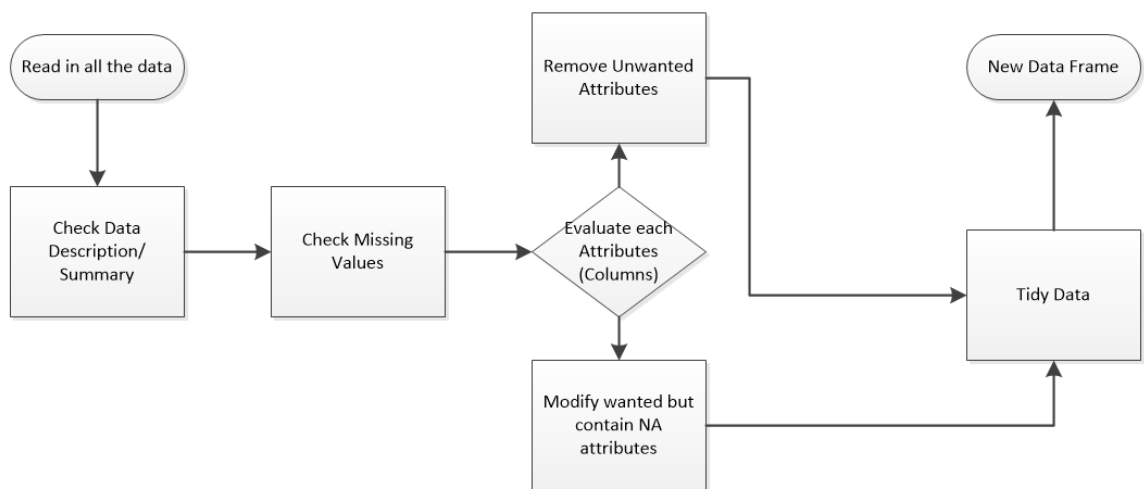 Read in all the data
Check Data
Description/
Summary
Check Missing
Values
Evaluate each
Attributes
(Columns)
Remove Unwanted
Attributes
Modify wanted but
contain NA
attributes
Tidy Data
New Data Frame